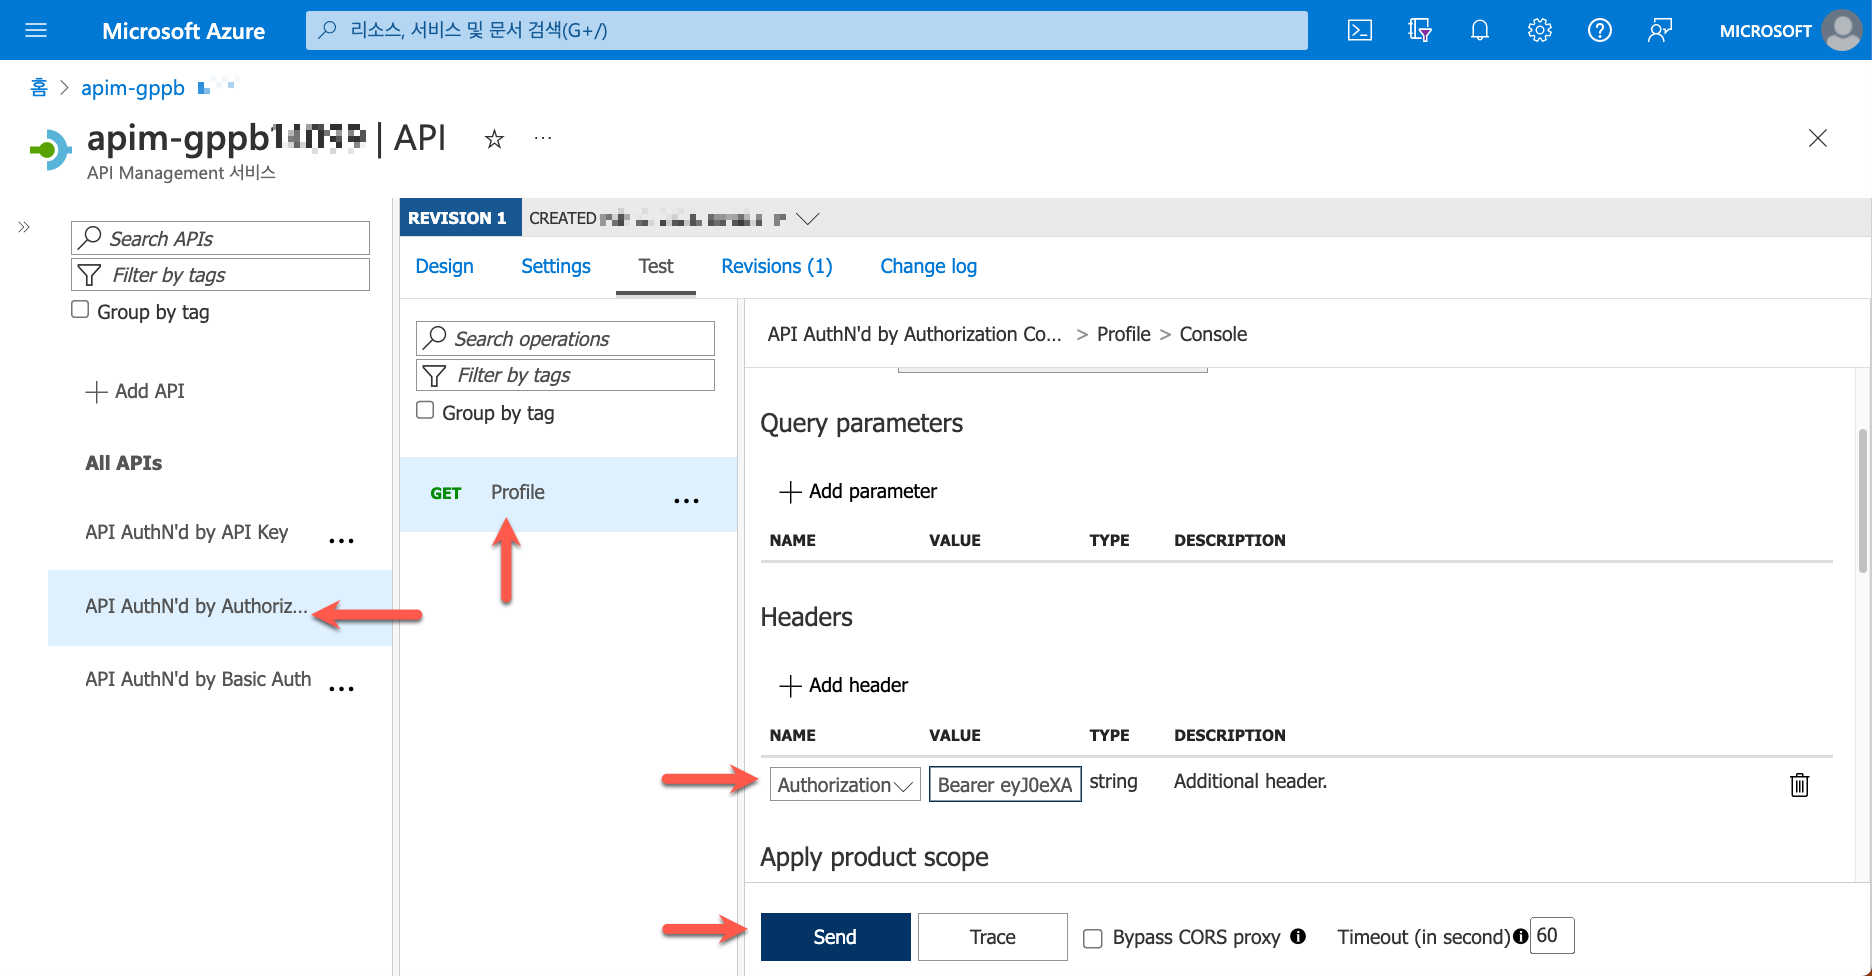 Microsoft Azure
리소스, 서비스 및 문서 검색(G+/)
MICROSOFT
홈 > apim-gppb
apim-gppb | API
API Management 서비스
Search APIs
Filter by tags
Group by tag
Add API
All APIs
API AuthN'd by API Key
API AuthN'd by Authoriz...
API AuthN'd by Basic Auth
REVISION 1
CREATED
Design
Settings
Test
Revisions (1)
Change log
Search operations
Filter by tags
Group by tag
GET Profile
API AuthN'd by Authorization Co... > Profile > Console
Query parameters
Add parameter
NAME VALUE TYPE DESCRIPTION
Headers
Add header
NAME VALUE TYPE DESCRIPTION
Authorization Bearer eyJ0eXA string Additional header.
Apply product scope
Send
Trace
Bypass CORS proxy
Timeout (in second) 60